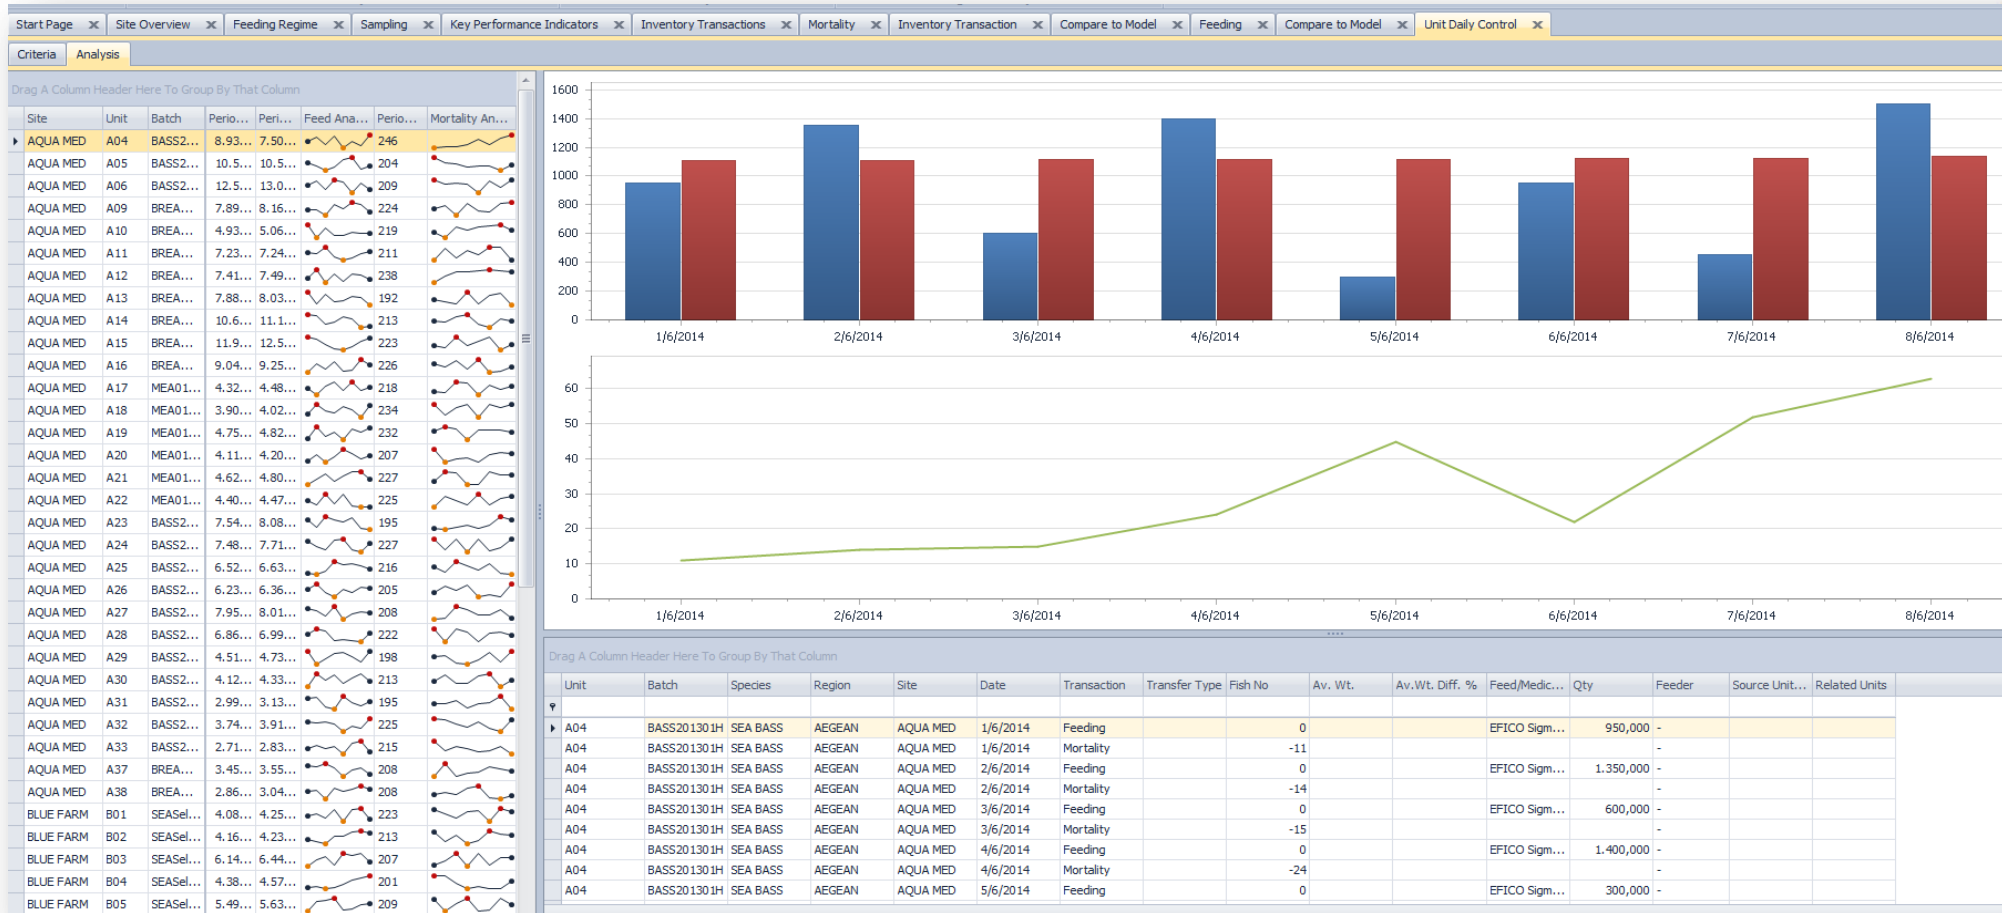 Start Page Site Overview Feeding Regime Sampling Key Performance Indicators Inventory Transactions Mortality Inventory Transaction Compare to Model Feeding Compare to Model Unit Daily Control
Criteria Analysis
Drag A Column Header Here To Group By That Column
Site Unit Batch Perio... Peri... Feed Ana... Perio... Mortality An...
AQUA MED A04 BASS2... 8.93... 7.50... 246
AQUA MED A05 BASS2... 10.5... 10.5... 204
AQUA MED A06 BASS2... 12.5... 13.0... 209
AQUA MED A09 BREA... 7.89... 8.16... 224
AQUA MED A10 BREA... 4.93... 5.06... 219
AQUA MED A11 BREA... 7.23... 7.24... 211
AQUA MED A12 BREA... 7.41... 7.49... 238
AQUA MED A13 BREA... 7.88... 8.03... 192
AQUA MED A14 BREA... 10.6... 11.1... 213
AQUA MED A15 BREA... 11.9... 12.5... 223
AQUA MED A16 BREA... 9.04... 9.25... 226
AQUA MED A17 MEA01... 4.32... 4.48... 218
AQUA MED A18 MEA01... 3.90... 4.02... 234
AQUA MED A19 MEA01... 4.75... 4.82... 232
AQUA MED A20 MEA01... 4.11... 4.20... 207
AQUA MED A21 MEA01... 4.62... 4.80... 227
AQUA MED A22 MEA01... 4.40... 4.47... 225
AQUA MED A23 BASS2... 7.54... 8.08... 195
AQUA MED A24 BASS2... 7.48... 7.71... 227
AQUA MED A25 BASS2... 6.52... 6.63... 216
AQUA MED A26 BASS2... 6.23... 6.36... 205
AQUA MED A27 BASS2... 7.95... 8.01... 208
AQUA MED A28 BASS2... 6.86... 6.99... 222
AQUA MED A29 BASS2... 4.51... 4.73... 198
AQUA MED A30 BASS2... 4.12... 4.33... 213
AQUA MED A31 BASS2... 2.99... 3.13... 195
AQUA MED A32 BASS2... 3.74... 3.91... 225
AQUA MED A33 BASS2... 2.71... 2.83... 215
AQUA MED A37 BREA... 3.45... 3.55... 208
AQUA MED A38 BREA... 2.86... 3.04... 208
BLUE FARM B01 SEASel... 4.08... 4.25... 223
BLUE FARM B02 SEASel... 4.16... 4.23... 213
BLUE FARM B03 SEASel... 6.14... 6.44... 207
BLUE FARM B04 SEASel... 4.38... 4.57... 201
BLUE FARM B05 SEASel... 5.49... 5.63... 209
1600
1400
1200
1000
800
600
400
200
0
1/6/2014 2/6/2014 3/6/2014 4/6/2014 5/6/2014 6/6/2014 7/6/2014 8/6/2014
60
50
40
30
20
10
0
1/6/2014 2/6/2014 3/6/2014 4/6/2014 5/6/2014 6/6/2014 7/6/2014 8/6/2014
Drag A Column Header Here To Group By That Column
Unit Batch Species Region Site Date Transaction Transfer Type Fish No Av. Wt. Av.Wt. Diff. % Feed/Medic... Qty Feeder Source Unit... Related Units
A04 BASS201301H SEA BASS AEGEAN AQUA MED 1/6/2014 Feeding 0 EFICO Sigm... 950,000 -
A04 BASS201301H SEA BASS AEGEAN AQUA MED 1/6/2014 Mortality -11 -
A04 BASS201301H SEA BASS AEGEAN AQUA MED 2/6/2014 Feeding 0 EFICO Sigm... 1.350,000 -
A04 BASS201301H SEA BASS AEGEAN AQUA MED 2/6/2014 Mortality -14 -
A04 BASS201301H SEA BASS AEGEAN AQUA MED 3/6/2014 Feeding 0 EFICO Sigm... 600,000 -
A04 BASS201301H SEA BASS AEGEAN AQUA MED 3/6/2014 Mortality -15 -
A04 BASS201301H SEA BASS AEGEAN AQUA MED 4/6/2014 Feeding 0 EFICO Sigm... 1.400,000 -
A04 BASS201301H SEA BASS AEGEAN AQUA MED 4/6/2014 Mortality -24 -
A04 BASS201301H SEA BASS AEGEAN AQUA MED 5/6/2014 Feeding 0 EFICO Sigm... 300,000 -